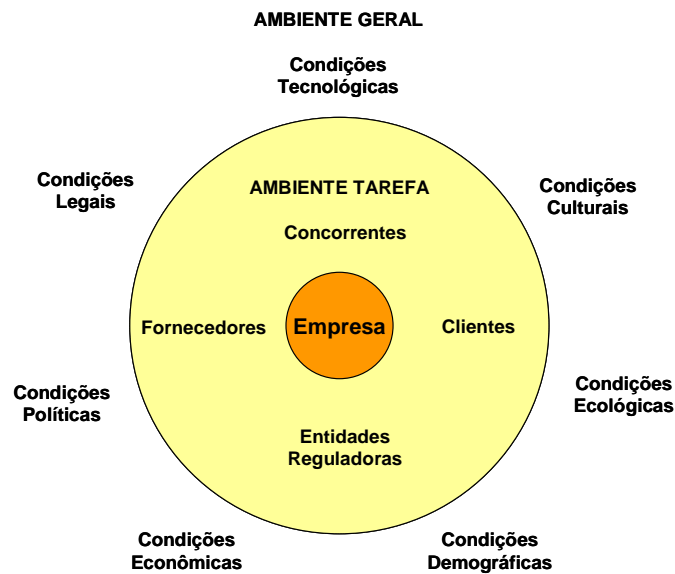 AMBIENTE GERAL
Condições
Tecnológicas
Condições
Legais
AMBIENTE TAREFA
Condições
Culturais
Concorrentes
Fornecedores
Empresa
Clientes
Condições
Políticas
Condições
Ecológicas
Entidades
Reguladoras
Condições
Econômicas
Condições
Demográficas